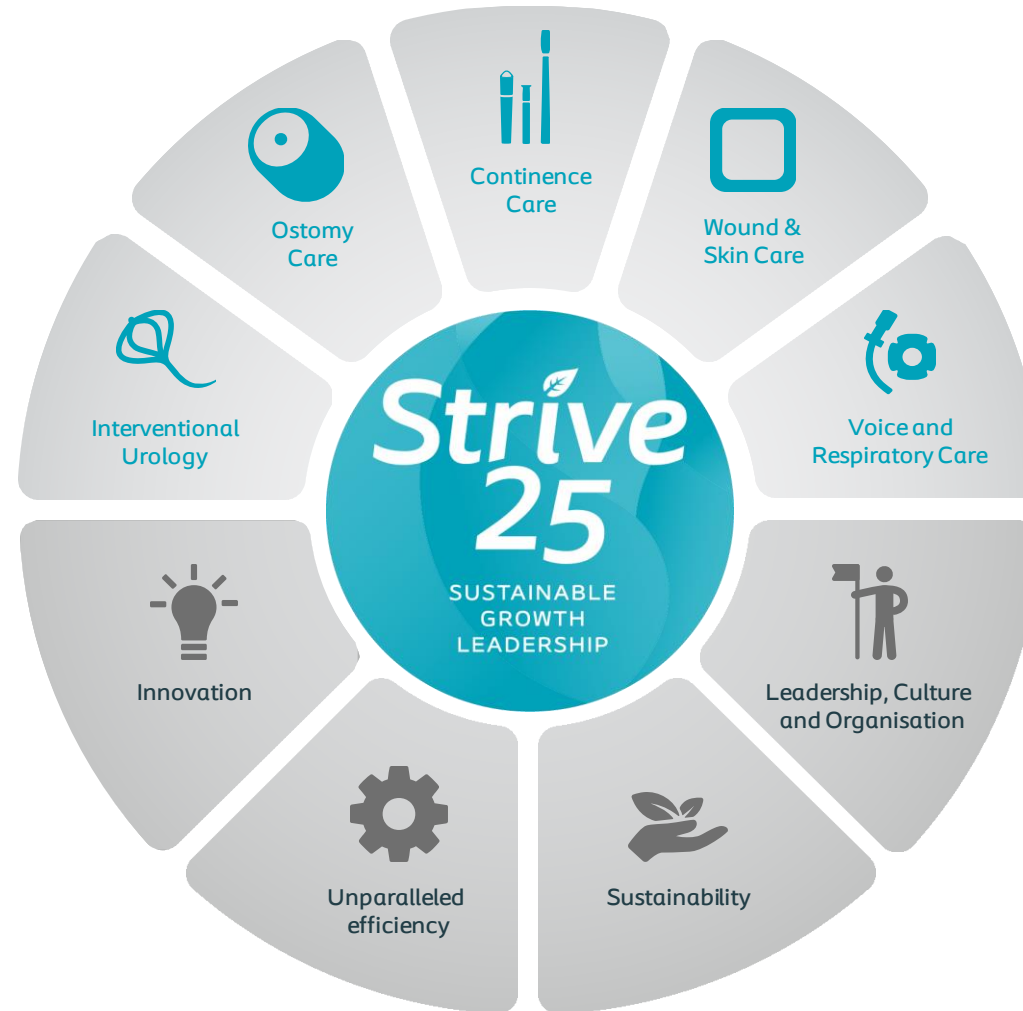 Continence
Care
Ostomy
Care
Wound &
Skin Care
Interventional
Urology
Voice and
Respiratory Care
Strive
25
SUSTAINABLE
GROWTH
LEADERSHIP
Innovation
Leadership, Culture
and Organisation
Unparalleled
efficiency
Sustainability